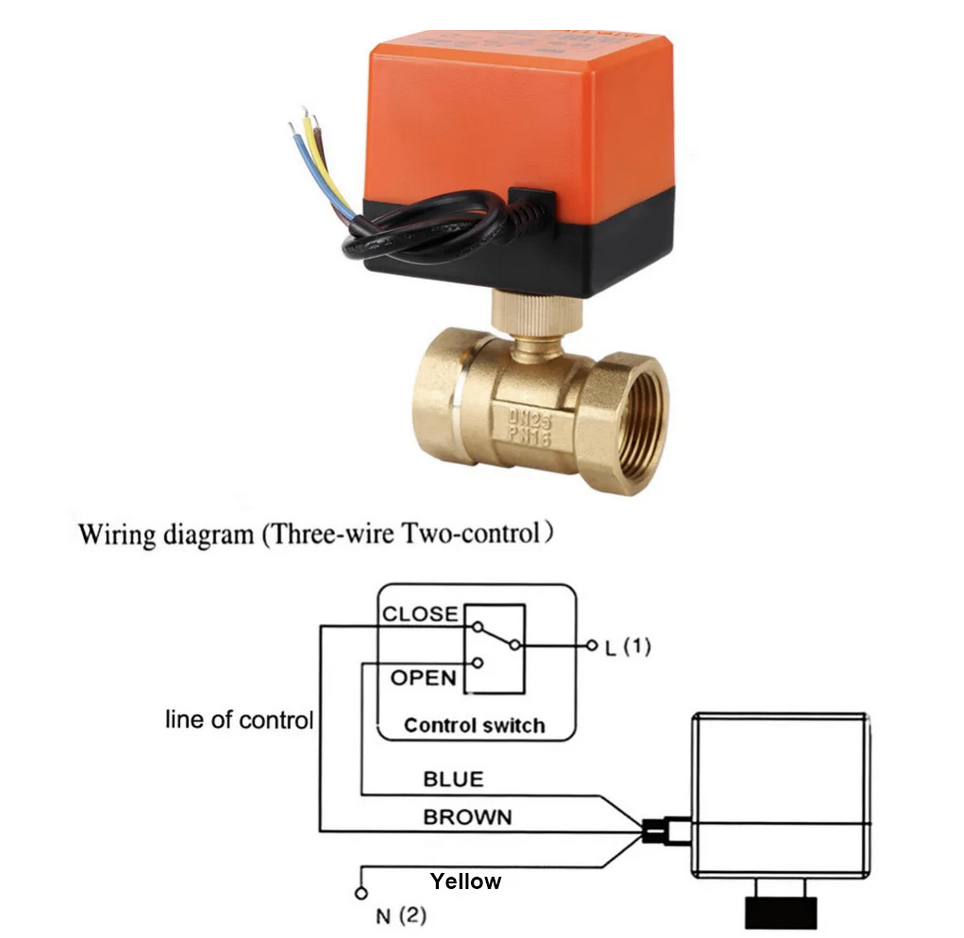 DN25
PN16
Wiring diagram (Three-wire Two-control)
CLOSE
L (1)
OPEN
line of control
Control switch
BLUE
BROWN
Yellow
N (2)